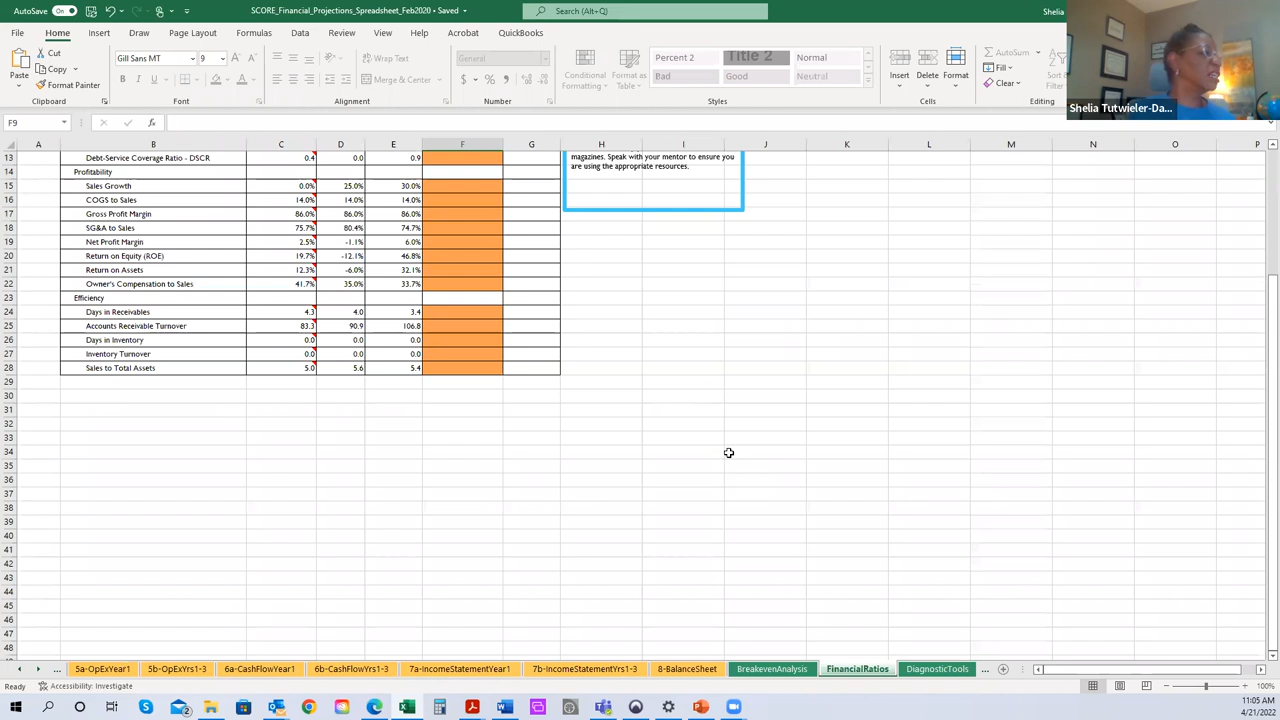 AutoSave On SCORE_Financial_Projections_Spreadsheet_Feb2020 • Saved Search (Alt+Q) Shelia
File Home Insert Draw Page Layout Formulas Data Review View Help Acrobat QuickBooks
Paste Cut Copy Format Painter
Gill Sans MT 9
B I U A
Wrap Text
Merge & Center
General
$ % 9
Conditional Formatting Format as Table
Percent 2 Title 2 Normal
Bad Good Neutral
Insert Delete Format
AutoSum
Fill
Clear
Sort
Clipboard Font Alignment Number Styles Cells Editing
Shelia Tutwieler-Da...
F9 fx
A B C D E F G H I J K L M N O P
13 Debt-Service Coverage Ratio - DSCR 0.4 0.0 0.9
magazines. Speak with your mentor to ensure you
are using the appropriate resources.
14 Profitability
15 Sales Growth 0.0% 25.0% 30.0%
16 COGS to Sales 14.0% 14.0% 14.0%
17 Gross Profit Margin 86.0% 86.0% 86.0%
18 SG&A to Sales 75.7% 80.4% 74.7%
19 Net Profit Margin 2.5% -1.1% 6.0%
20 Return on Equity (ROE) 19.7% -12.1% 46.8%
21 Return on Assets 12.3% -6.0% 32.1%
22 Owner's Compensation to Sales 41.7% 35.0% 33.7%
23 Efficiency
24 Days in Receivables 4.3 4.0 3.4
25 Accounts Receivable Turnover 83.3 90.9 106.8
26 Days in Inventory 0.0 0.0 0.0
27 Inventory Turnover 0.0 0.0 0.0
28 Sales to Total Assets 5.0 5.6 5.4
29
30
31
32
33
34
35
36
37
38
39
40
41
42
43
44
45
46
47
48
... 5a-OpExYear1 5b-OpExYrs1-3 6a-CashFlowYear1 6b-CashFlowYrs1-3 7a-IncomeStatementYear1 7b-IncomeStatementYrs1-3 8-BalanceSheet BreakevenAnalysis FinancialRatios DiagnosticTools ...
Ready Accessibility: Investigate 100%
11:05 AM
4/21/2022